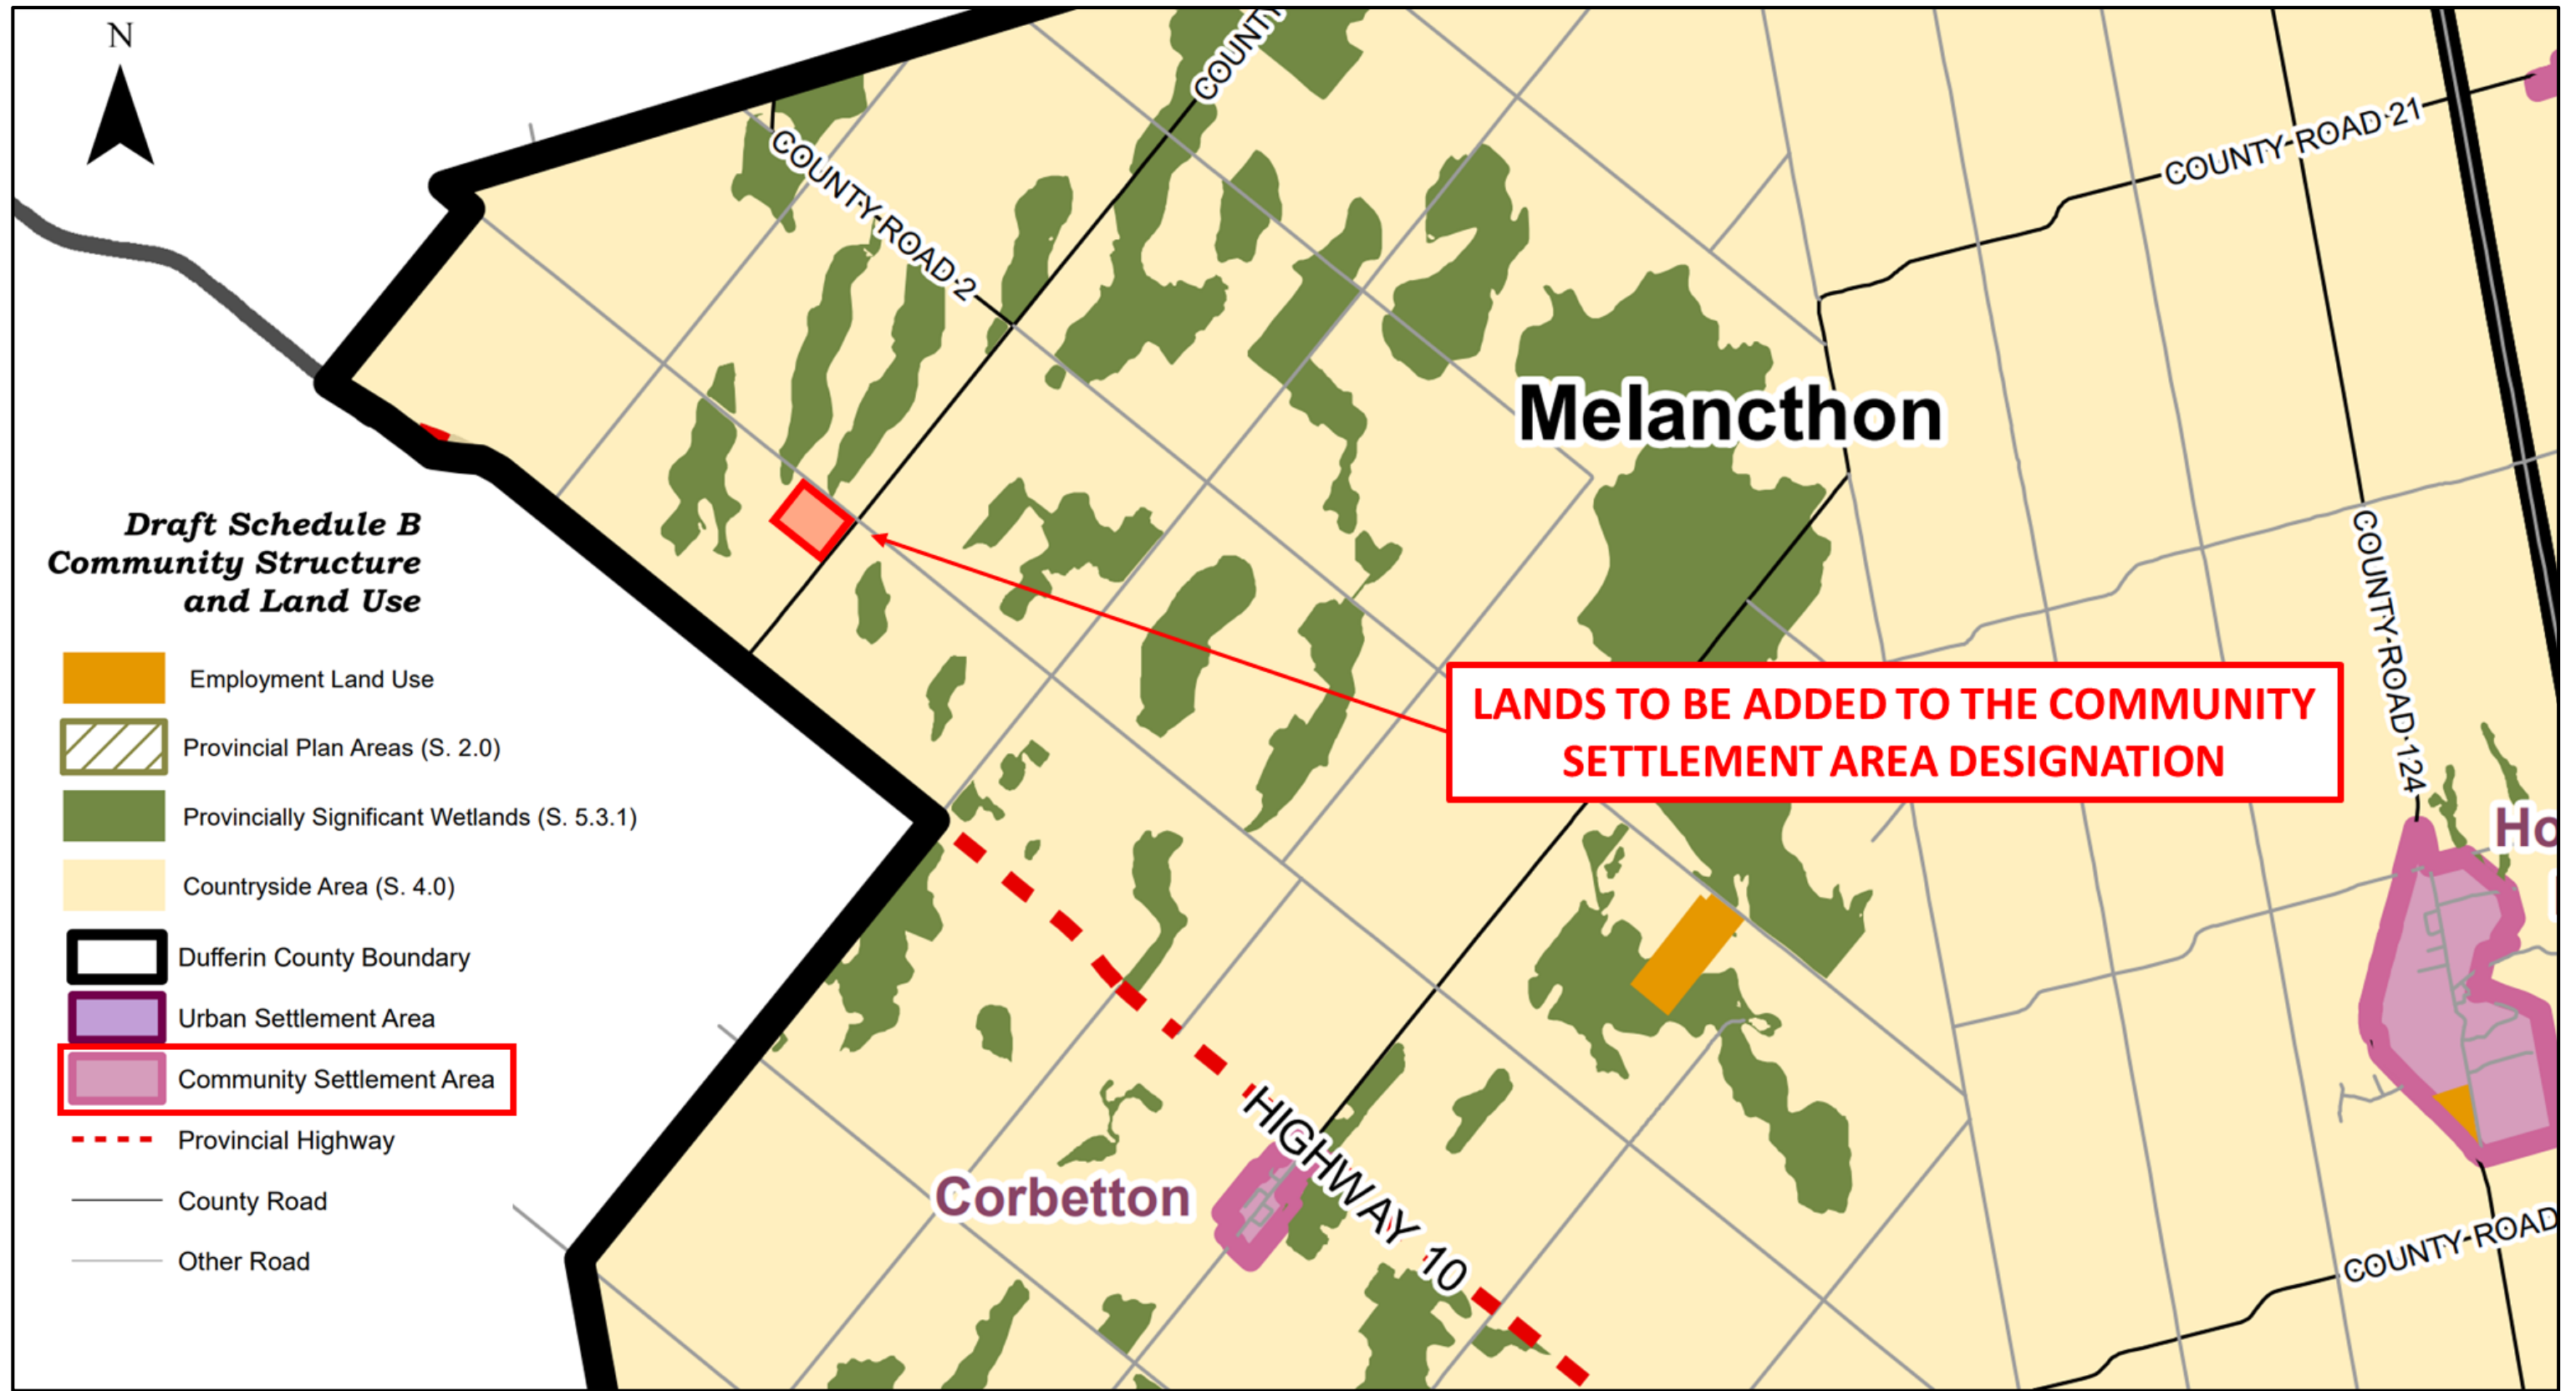 N
COUNTY
COUNTY ROAD 2
COUNTY ROAD 21
Melancthon
COUNTY ROAD 124
Draft Schedule B
Community Structure
and Land Use
Employment Land Use
Provincial Plan Areas (S. 2.0)
Provincially Significant Wetlands (S. 5.3.1)
Countryside Area (S. 4.0)
Dufferin County Boundary
Urban Settlement Area
Community Settlement Area
Provincial Highway
County Road
Other Road
LANDS TO BE ADDED TO THE COMMUNITY
SETTLEMENT AREA DESIGNATION
Ho
HIGHWAY 10
Corbetton
COUNTY ROAD